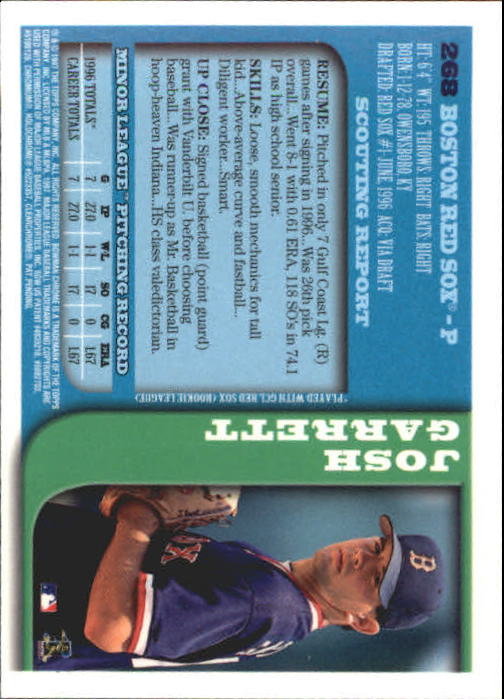 268 BOSTON RED SOX® - P
HT: 6'4" WT: 195 THROWS: RIGHT BATS: RIGHT
BORN: 1-12-78 OWENSBORO, KY
DRAFTED: RED SOX #1-JUNE 1996 ACQ: VIA DRAFT
SCOUTING REPORT
RESUME: Pitched in only 7 Gulf Coast Lg. (R)
games after signing in 1996...Was 26th pick
overall...Went 8-1 with 0.61 ERA, 118 SO's in 74.1
IP as high school senior.
SKILLS: Loose, smooth mechanics for tall
kid...Above-average curve and fastball...
Diligent worker...Smart.
UP CLOSE: Signed basketball (point guard)
grant with Vanderbilt U. before choosing
baseball...Was runner-up as Mr. Basketball in
hoop-heaven Indiana...HS class valedictorian.
MINOR LEAGUE PITCHING RECORD
G IP W-L SO CG ERA
1996 TOTALS* 7 27.0 1-1 17 0 1.67
CAREER TOTALS 7 27.0 1-1 17 0 1.67
*PLAYED WITH GCL RED SOX (ROOKIE LEAGUE)
JOSH
GARRETT
B